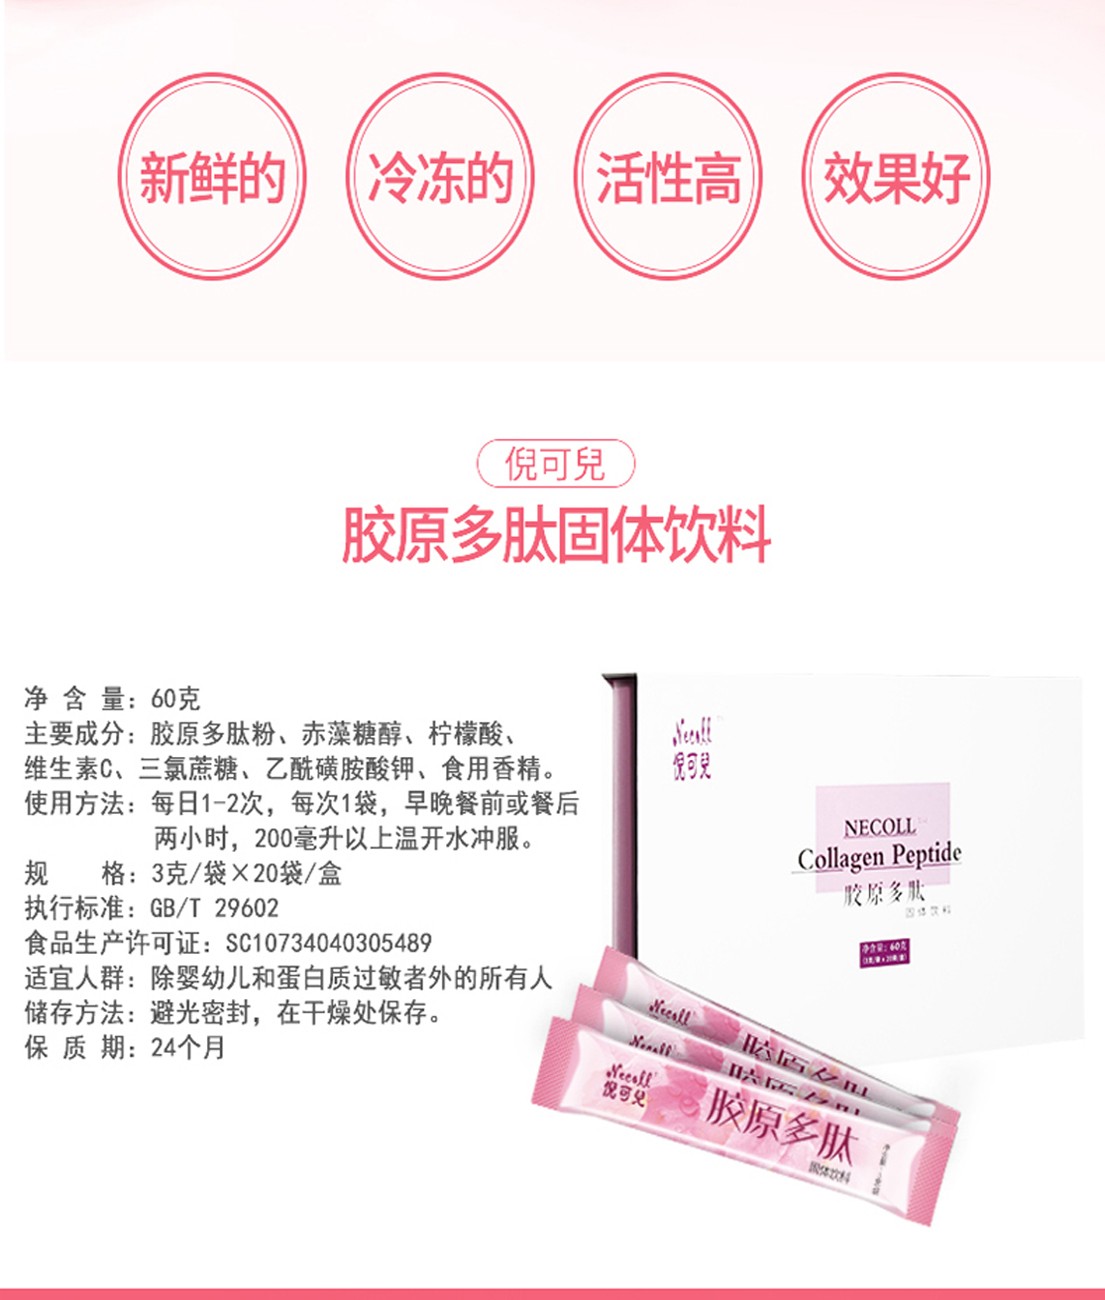 新鲜的
冷冻的
活性高
效果好
倪可兒
胶原多肽固体饮料
净 含 量：60克
主要成分：胶原多肽粉、赤藻糖醇、柠檬酸、
维生素C、三氯蔗糖、乙酰磺胺酸钾、食用香精。
使用方法：每日1-2次，每次1袋，早晚餐前或餐后
两小时，200毫升以上温开水冲服。
规 格：3克/袋×20袋/盒
执行标准：GB/T 29602
食品生产许可证：SC10734040305489
适宜人群：除婴幼儿和蛋白质过敏者外的所有人
储存方法：避光密封，在干燥处保存。
保 质 期：24个月
Necoll
倪可兒
NECOLL
Collagen Peptide
胶原多肽
固体饮料
净含量：60克
Necoll
胶原多肽
Necoll
胶原多肽
Necoll
倪可兒
胶原多肽
固体饮料